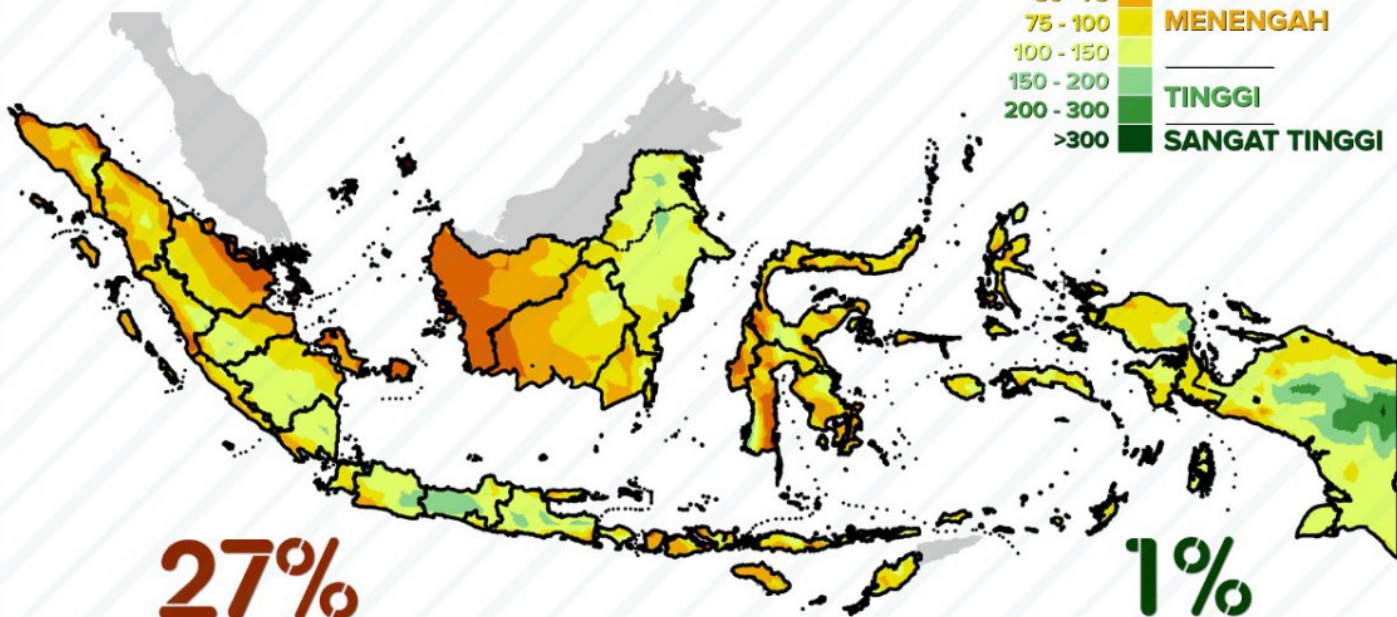 75 - 100
MENENGAH
100 - 150
150 - 200
TINGGI
200 - 300
>300
SANGAT TINGGI
27%
1%